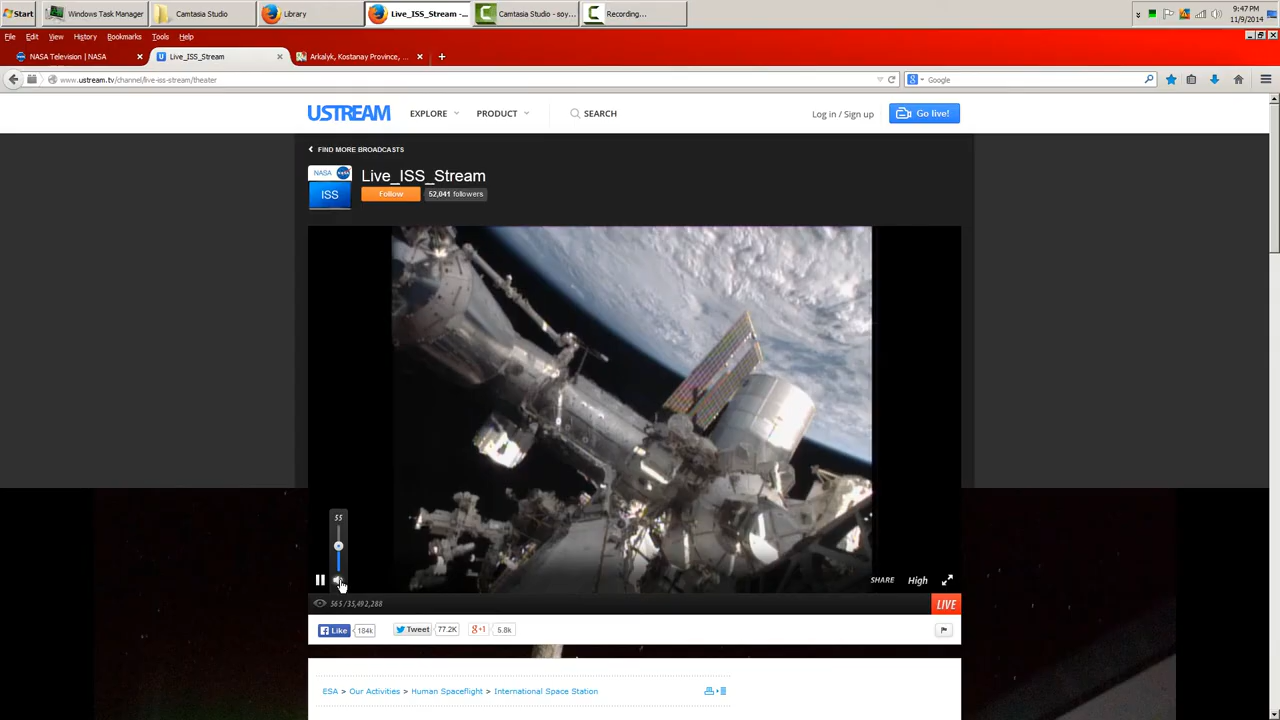 Start
Windows Task Manager
Camtasia Studio
Library
Live_ISS_Stream -...
Camtasia Studio - soy...
Recording...
9:47 PM
11/9/2014
File Edit View History Bookmarks Tools Help
NASA Television | NASA
Live_ISS_Stream
Arkalyk, Kostanay Province, ...
www.ustream.tv/channel/live-iss-stream/theater
Google
USTREAM
EXPLORE
PRODUCT
SEARCH
Log in / Sign up
Go live!
FIND MORE BROADCASTS
NASA
ISS
Live_ISS_Stream
Follow
52,041 followers
55
SHARE
High
565 /35,492,288
LIVE
Like
184k
Tweet
77.2K
g+1
5.8k
ESA > Our Activities > Human Spaceflight > International Space Station